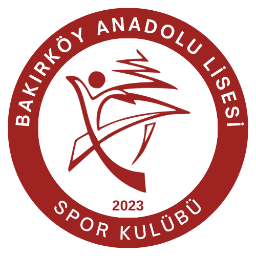 BAKIRKÖY ANADOLU LİSESİ
2023
SPOR KULÜBÜ